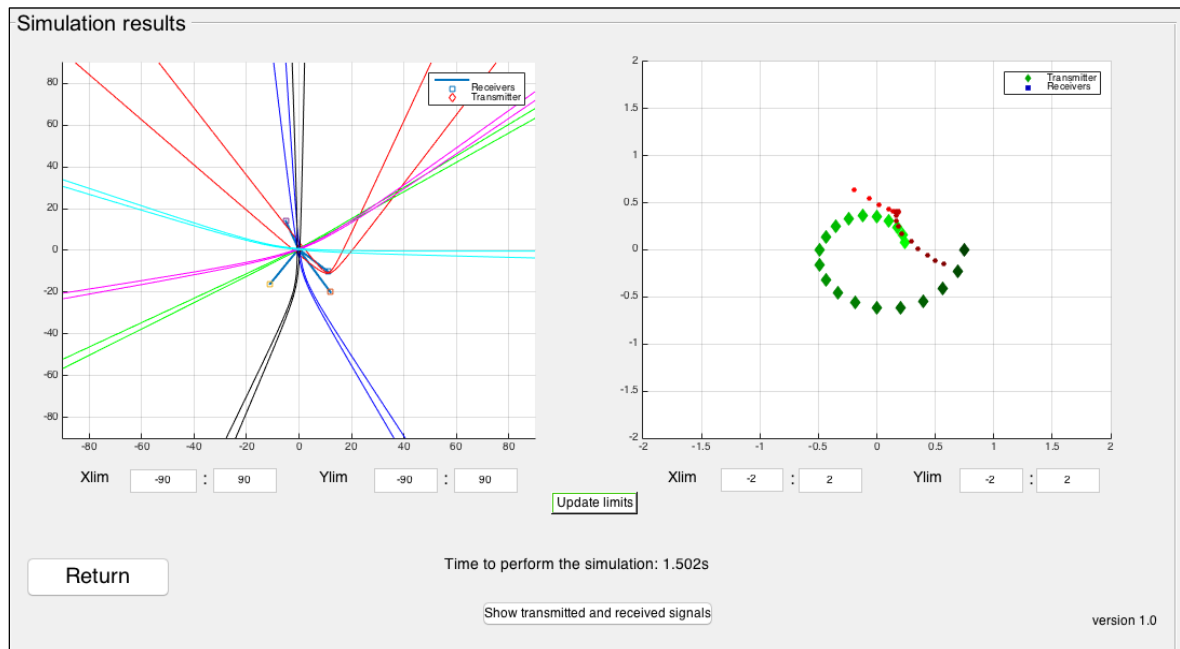 Simulation results
80
60
40
20
0
-20
-40
-60
-80
-80 -60 -40 -20 0 20 40 60 80
Receivers
Transmitter
Xlim -90 : 90 Ylim -90 : 90
2
1.5
1
0.5
0
-0.5
-1
-1.5
-2
-2 -1.5 -1 -0.5 0 0.5 1 1.5 2
Transmitter
Receivers
Xlim -2 : 2 Ylim -2 : 2
Update limits
Time to perform the simulation: 1.502s
Return
Show transmitted and received signals
version 1.0